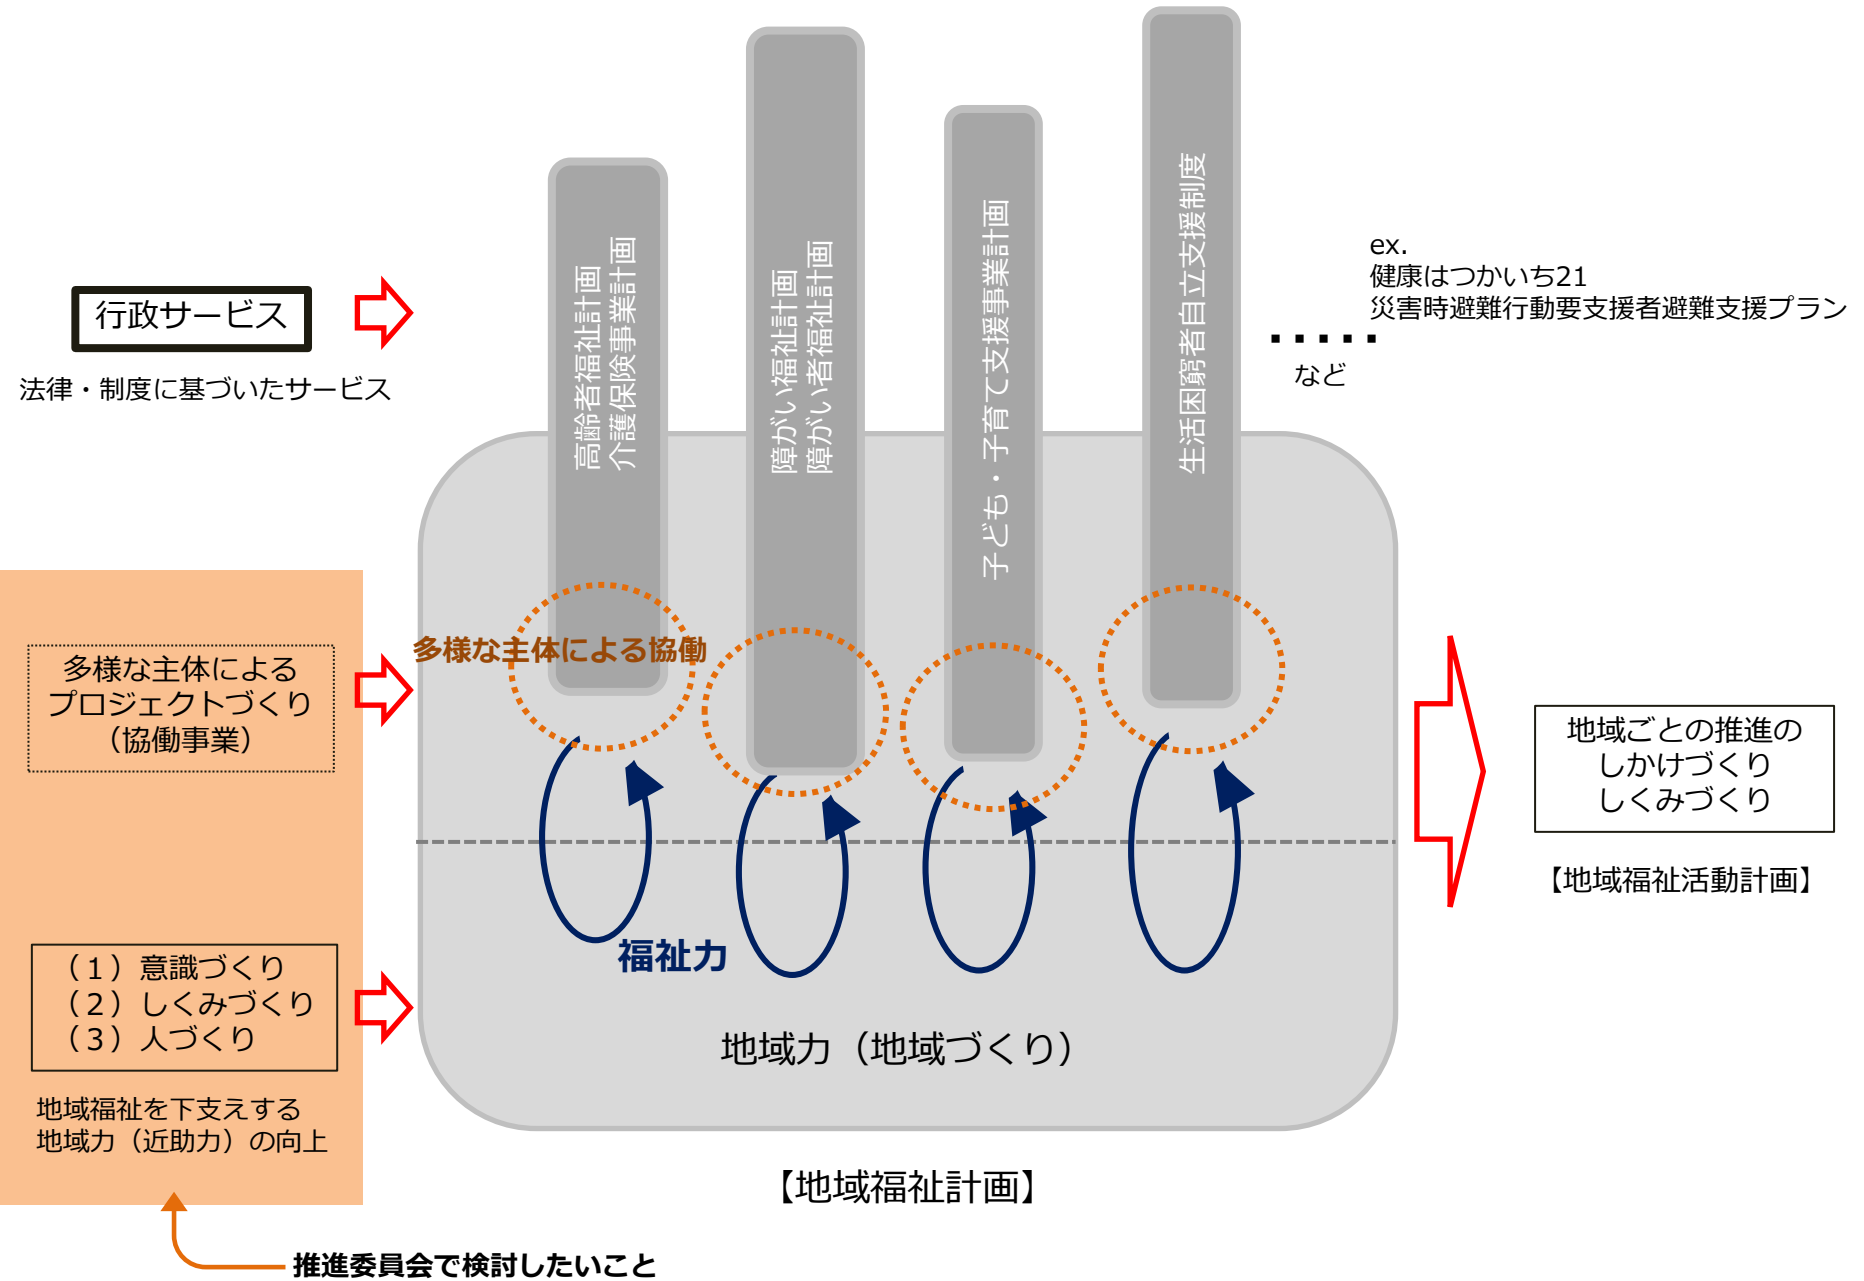 行政サービス
法律・制度に基づいたサービス
高齢者福祉計画
介護保険事業計画
障がい福祉計画
障がい者福祉計画
子ども・子育て支援事業計画
生活困窮者自立支援制度
ex.
健康はつかいち21
災害時避難行動要支援者避難支援プラン
など
多様な主体による
プロジェクトづくり
（協働事業）
多様な主体による協働
地域ごとの推進の
しかけづくり
しくみづくり
【地域福祉活動計画】
（１）意識づくり
（２）しくみづくり
（３）人づくり
地域福祉を下支えする
地域力（近助力）の向上
福祉力
地域力（地域づくり）
【地域福祉計画】
推進委員会で検討したいこと